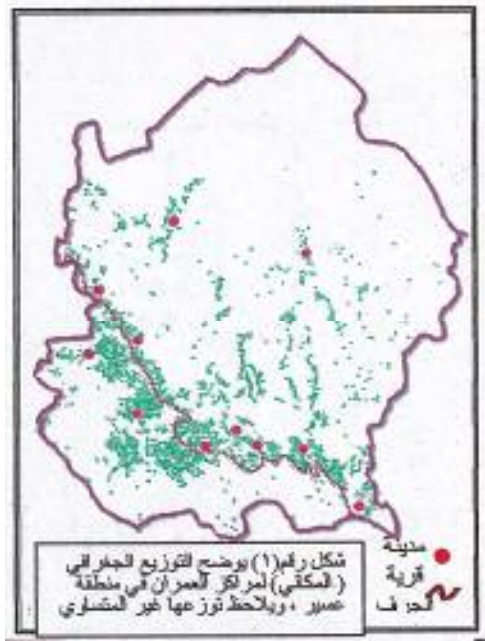 شكل رقم(١) يوضح التوزيع الجغرافي
( المكاني) لمراكز العمران في منطقة
عسير ، ويلاحظ توزعها غير المتساوي
مدينة
قرية
الجرف